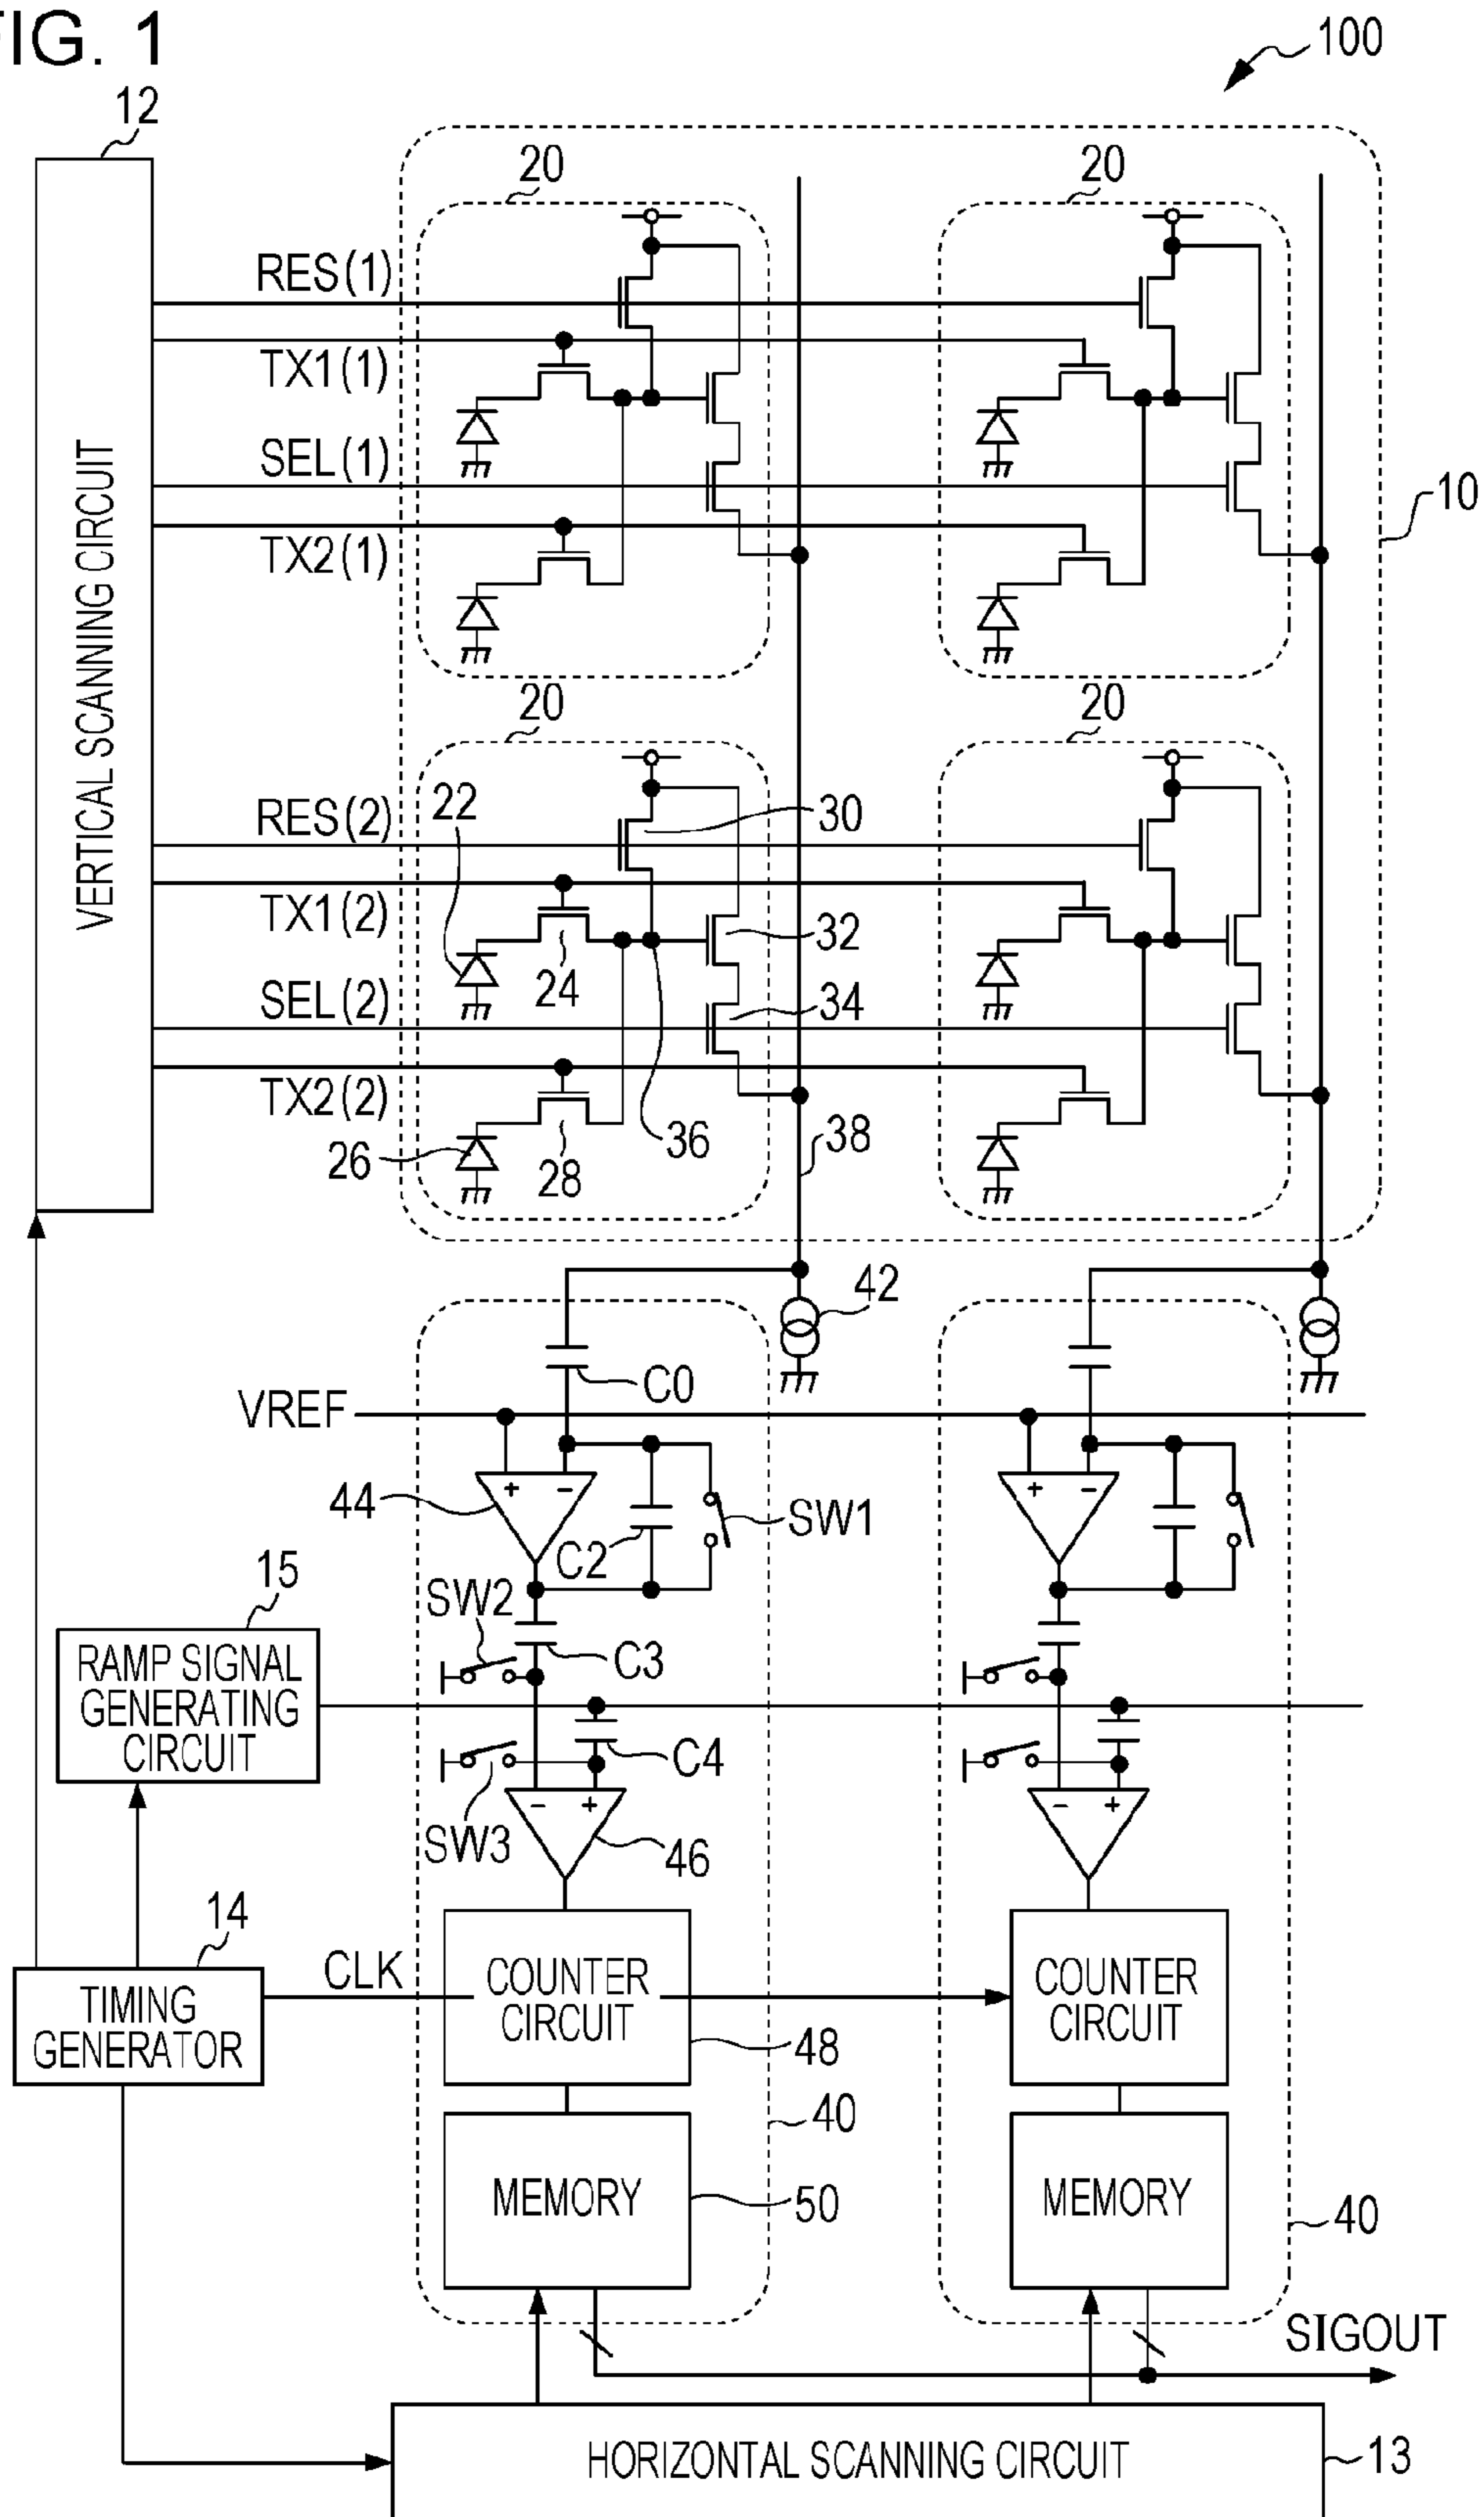 FIG. 1
100
12
20
20
RES(1)
TX1(1)
SEL(1)
TX2(1)
10
VERTICAL SCANNING CIRCUIT
20
20
22
RES(2)
30
TX1(2)
32
24
SEL(2)
34
TX2(2)
36
38
26
28
42
C0
VREF
+
-
+
-
44
SW1
C2
15
SW2
RAMP SIGNAL
GENERATING
CIRCUIT
C3
C4
-
+
-
+
SW3
46
14
CLK
TIMING
GENERATOR
COUNTER
CIRCUIT
COUNTER
CIRCUIT
48
40
MEMORY
MEMORY
50
40
SIGOUT
HORIZONTAL SCANNING CIRCUIT
13